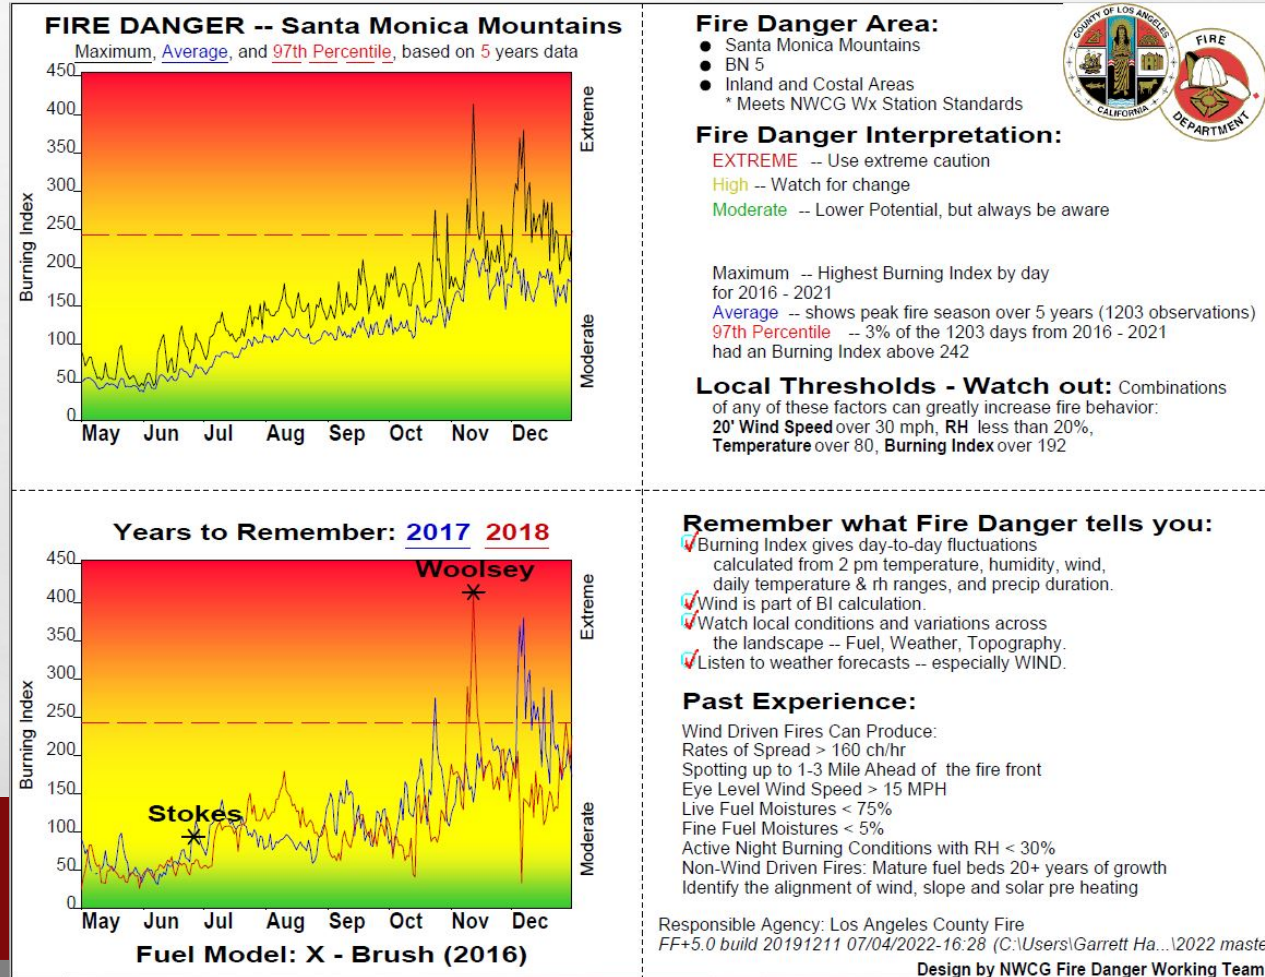 FIRE DANGER -- Santa Monica Mountains
Maximum, Average, and 97th Percentile, based on 5 years data
450
400
350
300
250
200
150
100
50
0
Burning Index
Extreme
Moderate
May Jun Jul Aug Sep Oct Nov Dec
Fire Danger Area:
● Santa Monica Mountains
● BN 5
● Inland and Costal Areas
* Meets NWCG Wx Station Standards
COUNTY OF LOS ANGELES
CALIFORNIA
FIRE
DEPARTMENT
Fire Danger Interpretation:
EXTREME -- Use extreme caution
High -- Watch for change
Moderate -- Lower Potential, but always be aware
Maximum -- Highest Burning Index by day
for 2016 - 2021
Average -- shows peak fire season over 5 years (1203 observations)
97th Percentile -- 3% of the 1203 days from 2016 - 2021
had an Burning Index above 242
Local Thresholds - Watch out: Combinations
of any of these factors can greatly increase fire behavior:
20' Wind Speed over 30 mph, RH less than 20%,
Temperature over 80, Burning Index over 192
Years to Remember: 2017 2018
450
400
350
300
250
200
150
100
50
0
Burning Index
Woolsey
Stokes
Extreme
Moderate
May Jun Jul Aug Sep Oct Nov Dec
Fuel Model: X - Brush (2016)
Remember what Fire Danger tells you:
Burning Index gives day-to-day fluctuations
calculated from 2 pm temperature, humidity, wind,
daily temperature & rh ranges, and precip duration.
Wind is part of BI calculation.
Watch local conditions and variations across
the landscape -- Fuel, Weather, Topography.
Listen to weather forecasts -- especially WIND.
Past Experience:
Wind Driven Fires Can Produce:
Rates of Spread > 160 ch/hr
Spotting up to 1-3 Mile Ahead of the fire front
Eye Level Wind Speed > 15 MPH
Live Fuel Moistures < 75%
Fine Fuel Moistures < 5%
Active Night Burning Conditions with RH < 30%
Non-Wind Driven Fires: Mature fuel beds 20+ years of growth
Identify the alignment of wind, slope and solar pre heating
Responsible Agency: Los Angeles County Fire
FF+5.0 build 20191211 07/04/2022-16:28 (C:\Users\Garrett Ha...\2022 maste
Design by NWCG Fire Danger Working Team